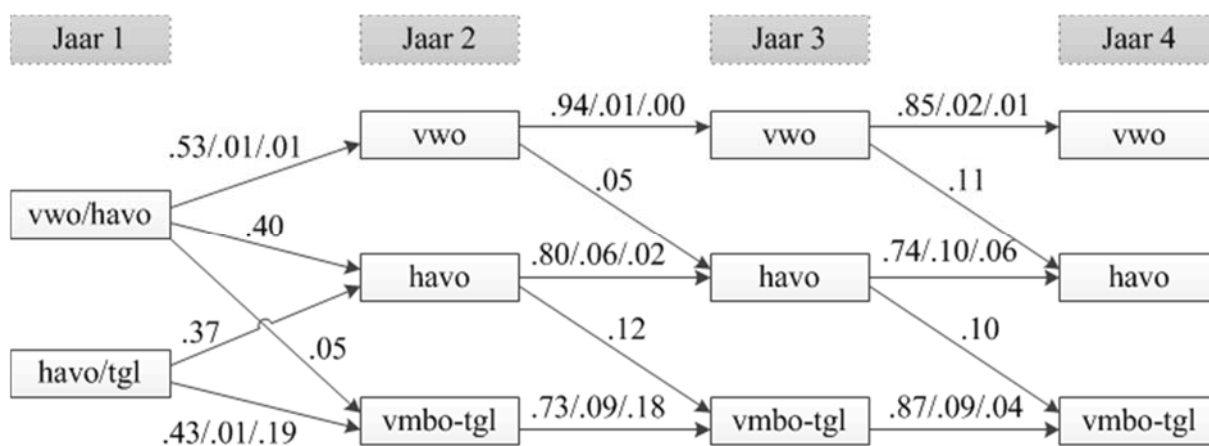 Jaar 1 Jaar 2 Jaar 3 Jaar 4
.94/.01/.00 .85/.02/.01
vwo vwo vwo
.53/.01/.01
.05 .11
vwo/havo
.40
.80/.06/.02 .74/.10/.06
havo havo havo
.37
.12 .10
havo/tgl
.05
.73/.09/.18 .87/.09/.04
vmbo-tgl vmbo-tgl vmbo-tgl
.43/.01/.19